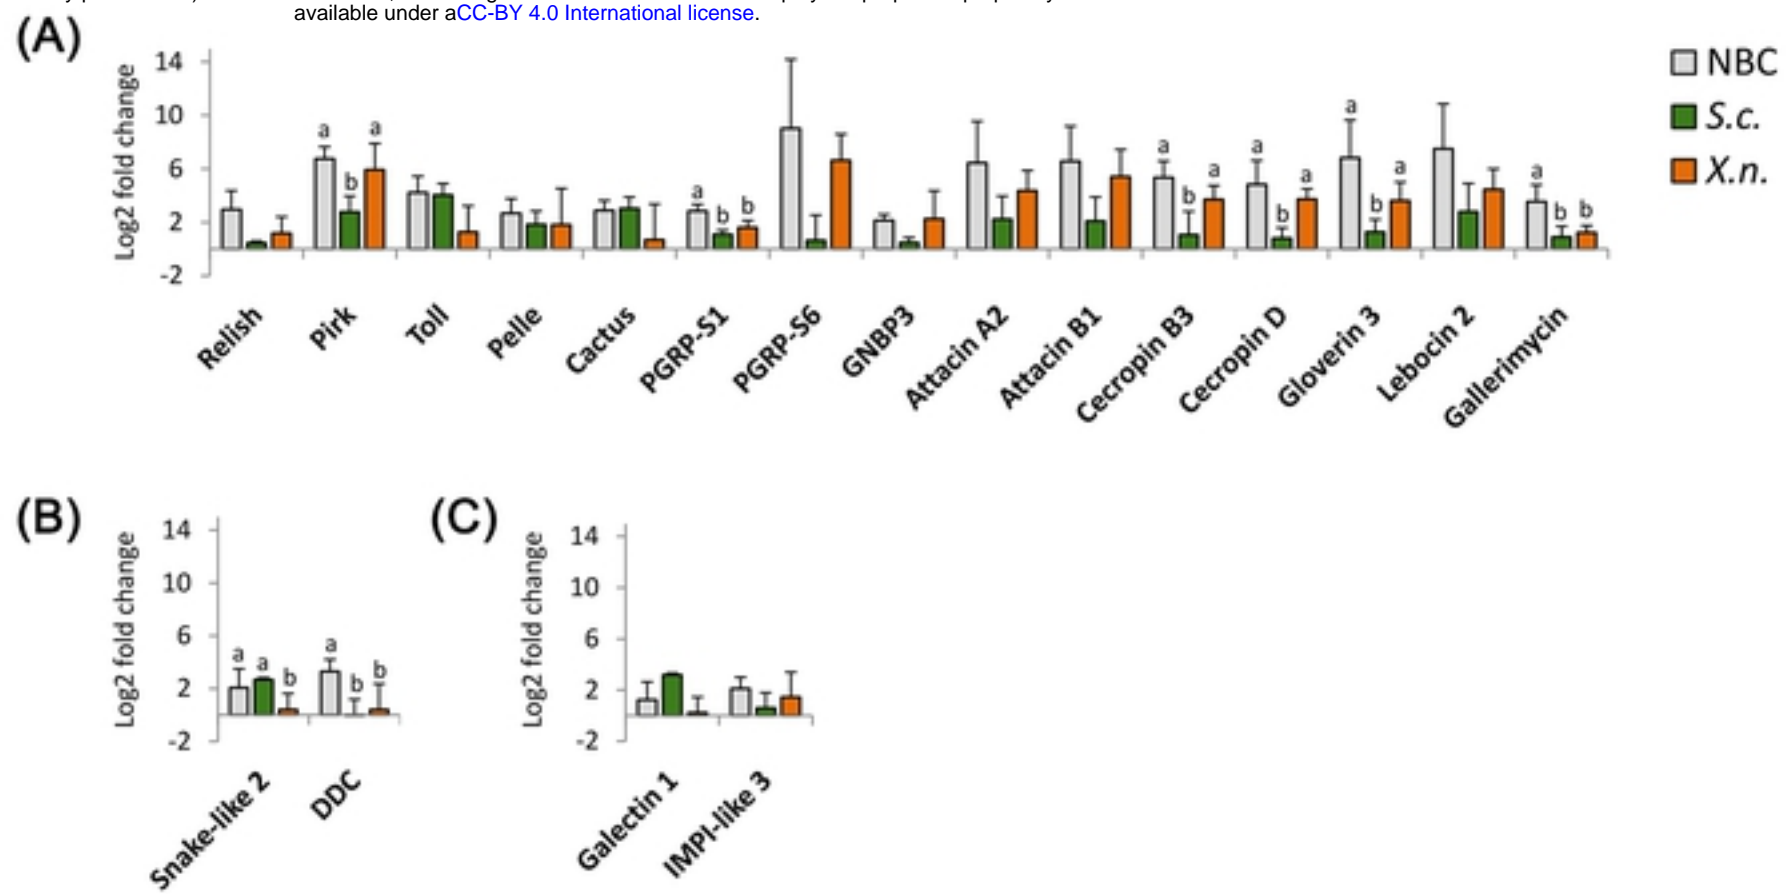 available under aCC-BY 4.0 International license.
(A)
Log2 fold change
14
10
6
2
-2
a
b
a
a
b
b
a
b
a
a
b
a
a
b
a
a
b
b
Relish
Pirk
Toll
Pelle
Cactus
PGRP-S1
PGRP-S6
GNBP3
Attacin A2
Attacin B1
Cecropin B3
Cecropin D
Gloverin 3
Lebocin 2
Gallerimycin
NBC
S.c.
X.n.
(B)
Log2 fold change
14
10
6
2
-2
a
a
b
a
b
b
Snake-like 2
DDC
(C)
Log2 fold change
14
10
6
2
-2
Galectin 1
IMPI-like 3